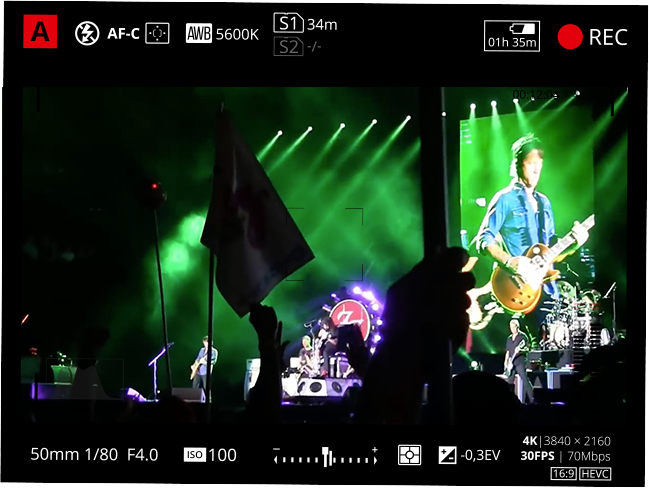 A AF-C AWB 5600K S1 34m 01h 35m REC
S2 -/-
50mm 1/80 F4.0 ISO 100 - + -0,3EV
4K|3840 × 2160
30FPS | 70Mbps
16:9 HEVC